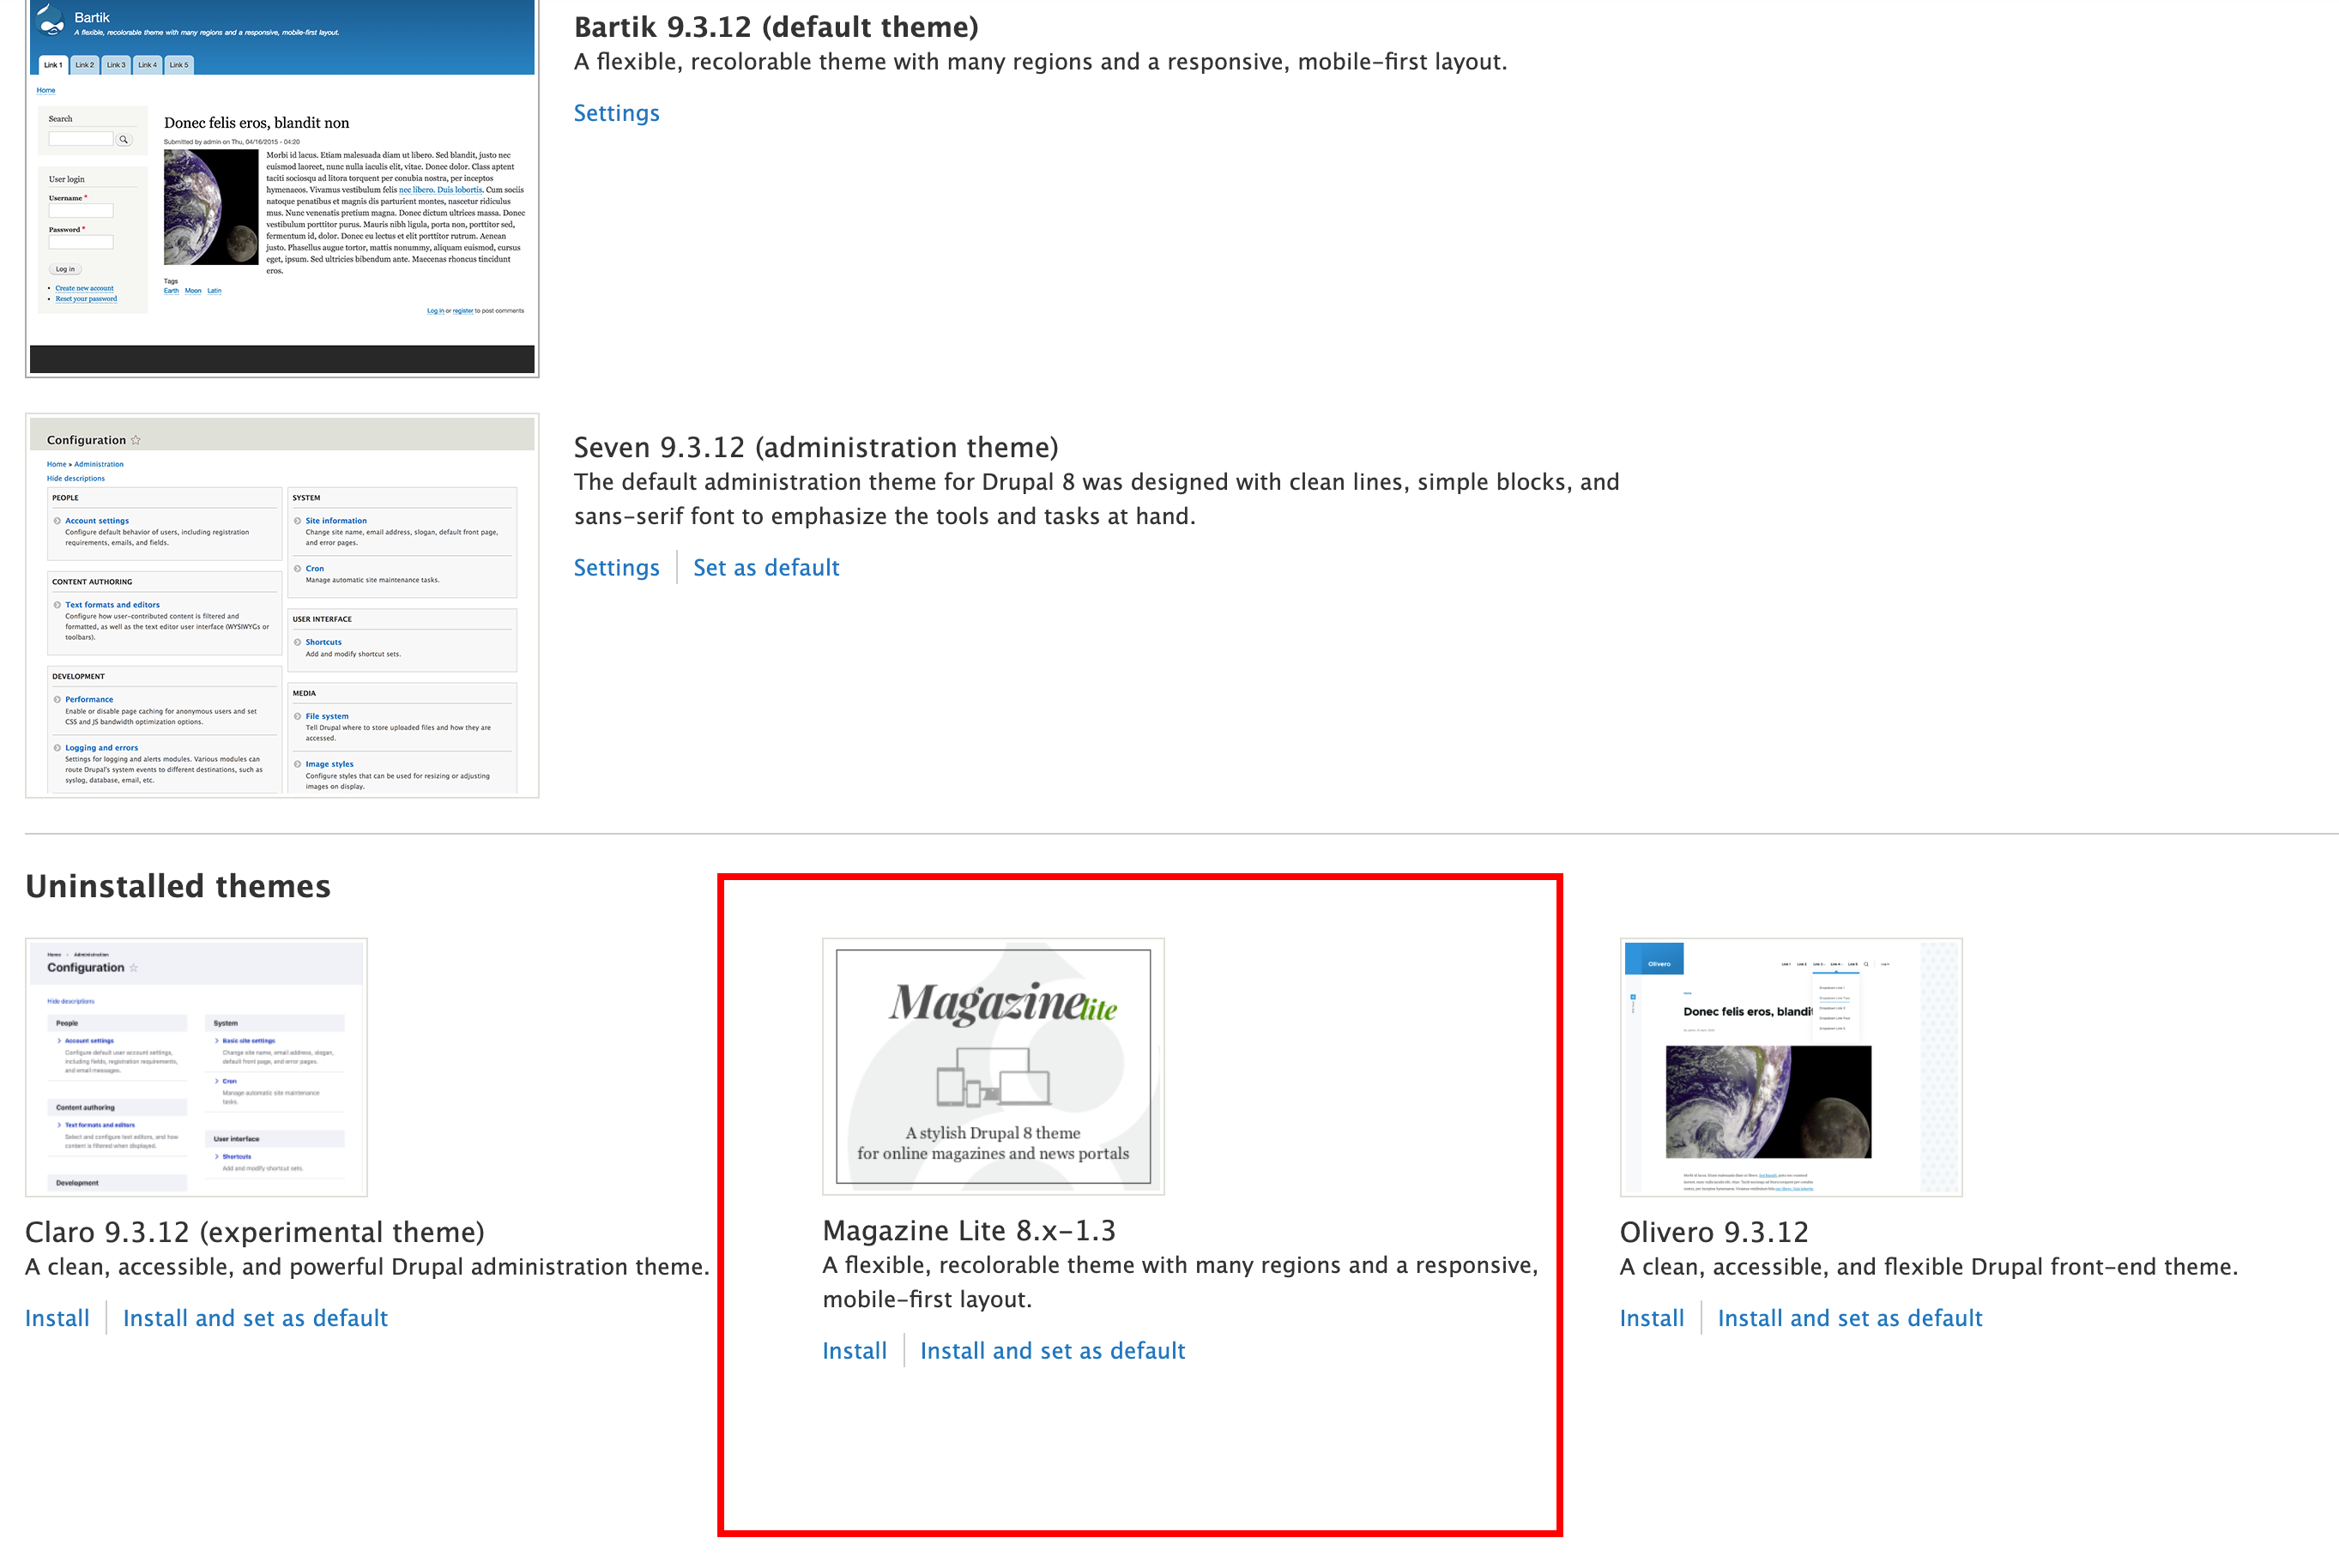 Bartik
A flexible, recolorable theme with many regions and a responsive, mobile-first layout.
Link 1 Link 2 Link 3 Link 4 Link 5
Home
Search
User login
Username *
Password *
Log in
Create new account
Reset your password
Donec felis eros, blandit non
Submitted by admin on Thu, 04/16/2015 - 04:20
Morbi id lacus. Etiam malesuada diam ut libero. Sed blandit, justo nec
euismod laoreet, nunc nulla iaculis elit, vitae. Donec dolor. Class aptent
taciti sociosqu ad litora torquent per conubia nostra, per inceptos
hymenaeos. Vivamus vestibulum felis nec libero. Duis lobortis. Cum sociis
natoque penatibus et magnis dis parturient montes, nascetur ridiculus
mus. Nunc venenatis pretium magna. Donec dictum ultrices massa. Donec
vestibulum porttitor purus. Mauris nibh ligula, porta non, porttitor sed,
fermentum id, dolor. Donec eu lectus et elit porttitor rutrum. Aenean
justo. Phasellus augue tortor, mattis nonummy, aliquam euismod, cursus
eget, ipsum. Sed ultricies bibendum ante. Maecenas rhoncus tincidunt
eros.
Tags
Earth Moon Latin
Log in or register to post comments
Bartik 9.3.12 (default theme)
A flexible, recolorable theme with many regions and a responsive, mobile-first layout.
Settings
Configuration
Home » Administration
Hide descriptions
PEOPLE
Account settings
Configure default behavior of users, including registration
requirements, emails, and fields.
CONTENT AUTHORING
Text formats and editors
Configure how user-contributed content is filtered and
formatted, as well as the text editor user interface (WYSIWYGs or
toolbars).
DEVELOPMENT
Performance
Enable or disable page caching for anonymous users and set
CSS and JS bandwidth optimization options.
Logging and errors
Settings for logging and alerts modules. Various modules can
route Drupal's system events to different destinations, such as
syslog, database, email, etc.
SYSTEM
Site information
Change site name, email address, slogan, default front page,
and error pages.
Cron
Manage automatic site maintenance tasks.
USER INTERFACE
Shortcuts
Add and modify shortcut sets.
MEDIA
File system
Tell Drupal where to store uploaded files and how they are
accessed.
Image styles
Configure styles that can be used for resizing or adjusting
images on display.
Seven 9.3.12 (administration theme)
The default administration theme for Drupal 8 was designed with clean lines, simple blocks, and
sans-serif font to emphasize the tools and tasks at hand.
Settings Set as default
Uninstalled themes
Home Administration
Configuration
Hide descriptions
People
Account settings
Configure default user account settings,
including fields, registration requirements,
and email messages.
Content authoring
Text formats and editors
Select and configure text editors, and how
content is filtered when displayed.
Development
System
Basic site settings
Change site name, email address, slogan,
default front page, and error pages.
Cron
Manage automatic site maintenance
tasks.
User interface
Shortcuts
Add and modify shortcut sets.
Claro 9.3.12 (experimental theme)
A clean, accessible, and powerful Drupal administration theme.
Install Install and set as default
Magazine lite
A stylish Drupal 8 theme
for online magazines and news portals
Magazine Lite 8.x-1.3
A flexible, recolorable theme with many regions and a responsive,
mobile-first layout.
Install Install and set as default
Olivero
Link 1 Link 2 Link 3 Link 4 Link 5
Dropdown Link 1
Donec felis eros, blandit
Olivero 9.3.12
A clean, accessible, and flexible Drupal front-end theme.
Install Install and set as default